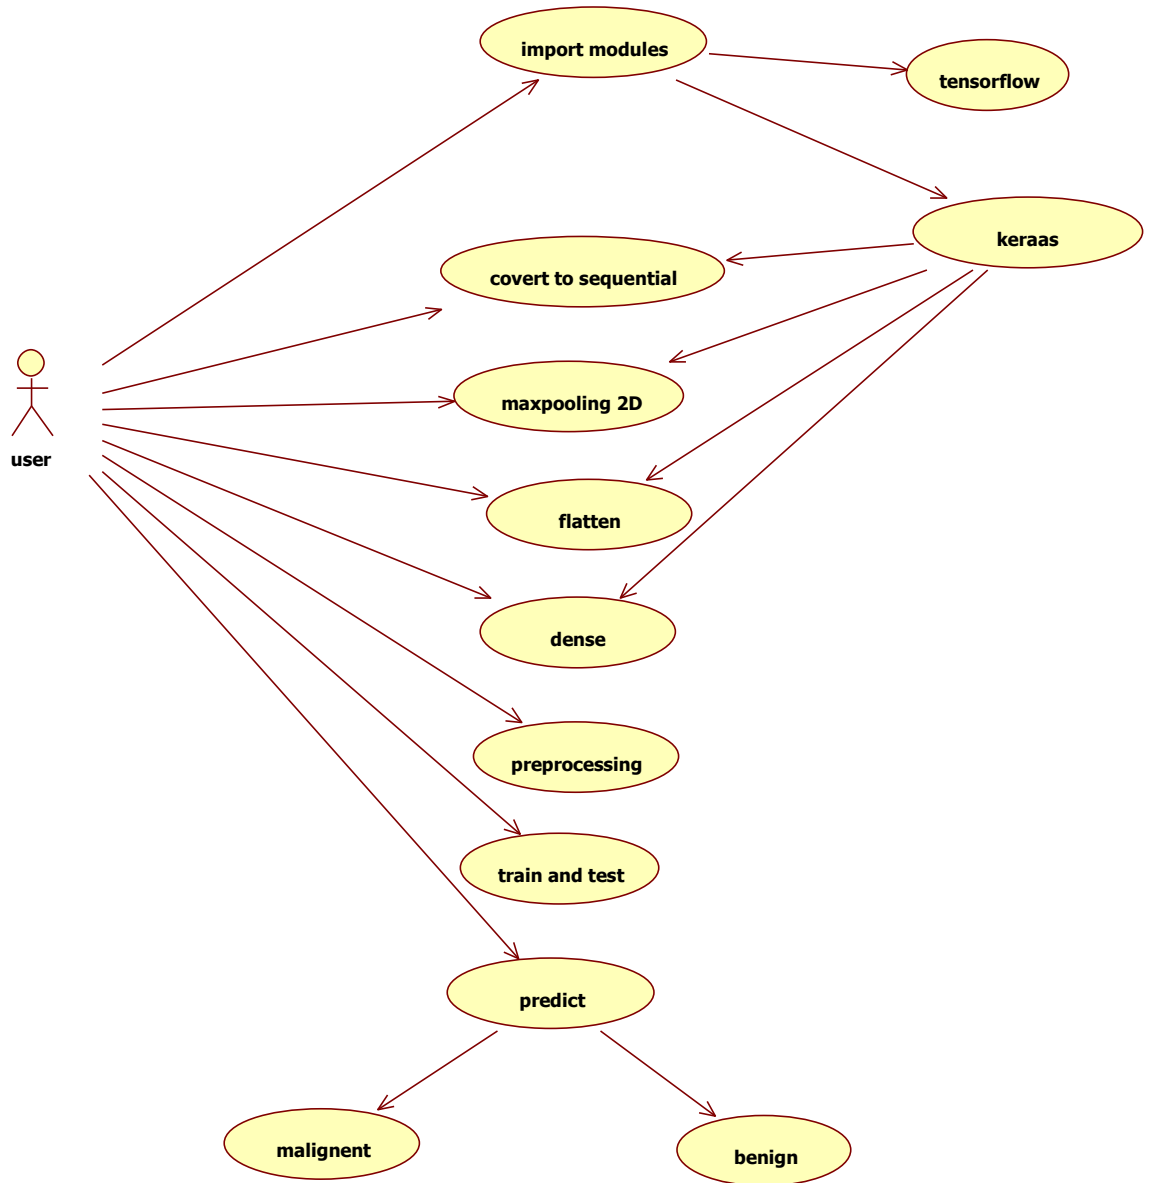 import modules
tensorflow
keraas
covert to sequential
maxpooling 2D
user
flatten
dense
preprocessing
train and test
predict
malignent
benign